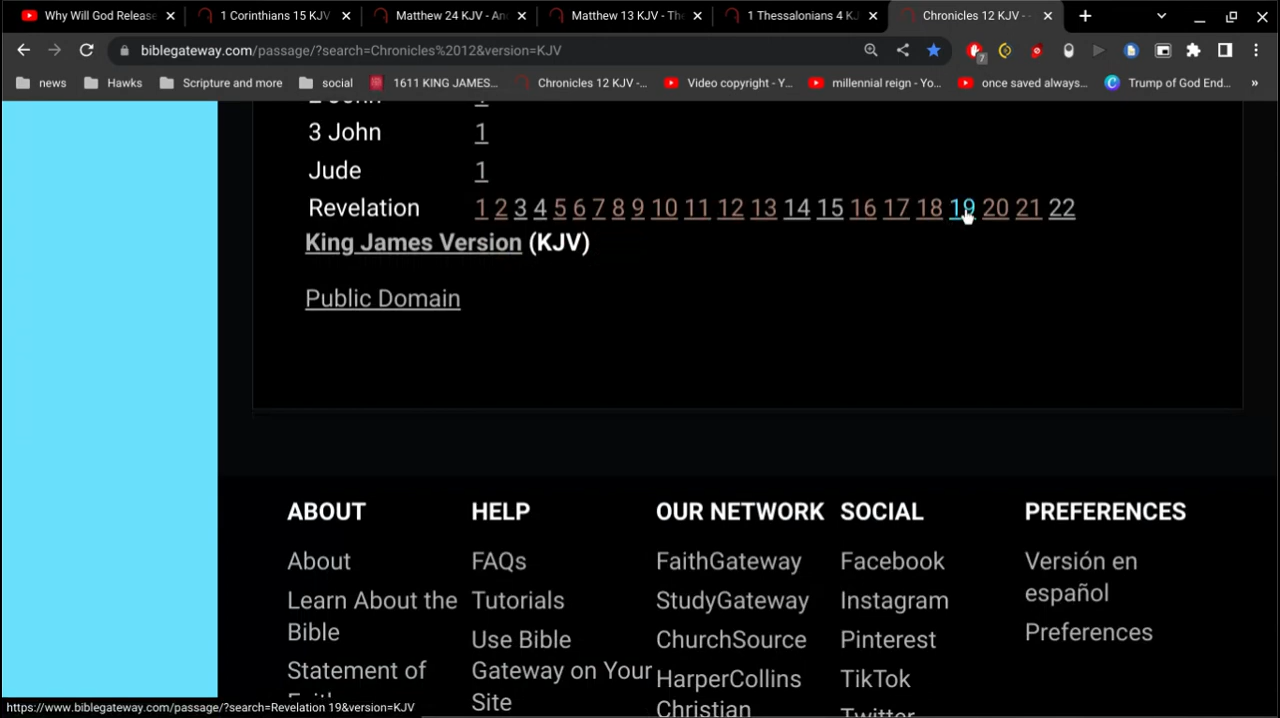 Why Will God Release
1 Corinthians 15 KJV
Matthew 24 KJV - An
Matthew 13 KJV - The
1 Thessalonians 4 KJ
Chronicles 12 KJV -
biblegateway.com/passage/?search=Chronicles%2012&version=KJV
7
news
Hawks
Scripture and more
social
1611 KING JAMES...
Chronicles 12 KJV -...
Video copyright - Y...
millennial reign - Yo...
once saved always...
Trump of God End...
»
3 John 1
Jude 1
Revelation 1 2 3 4 5 6 7 8 9 10 11 12 13 14 15 16 17 18 19 20 21 22
King James Version (KJV)
Public Domain
ABOUT
About
Learn About the
Bible
Statement of
HELP
FAQs
Tutorials
Use Bible
Gateway on Your
Site
OUR NETWORK
FaithGateway
StudyGateway
ChurchSource
HarperCollins
Christian
SOCIAL
Facebook
Instagram
Pinterest
TikTok
Twitter
PREFERENCES
Versión en
español
Preferences
https://www.biblegateway.com/passage/?search=Revelation 19&version=KJV